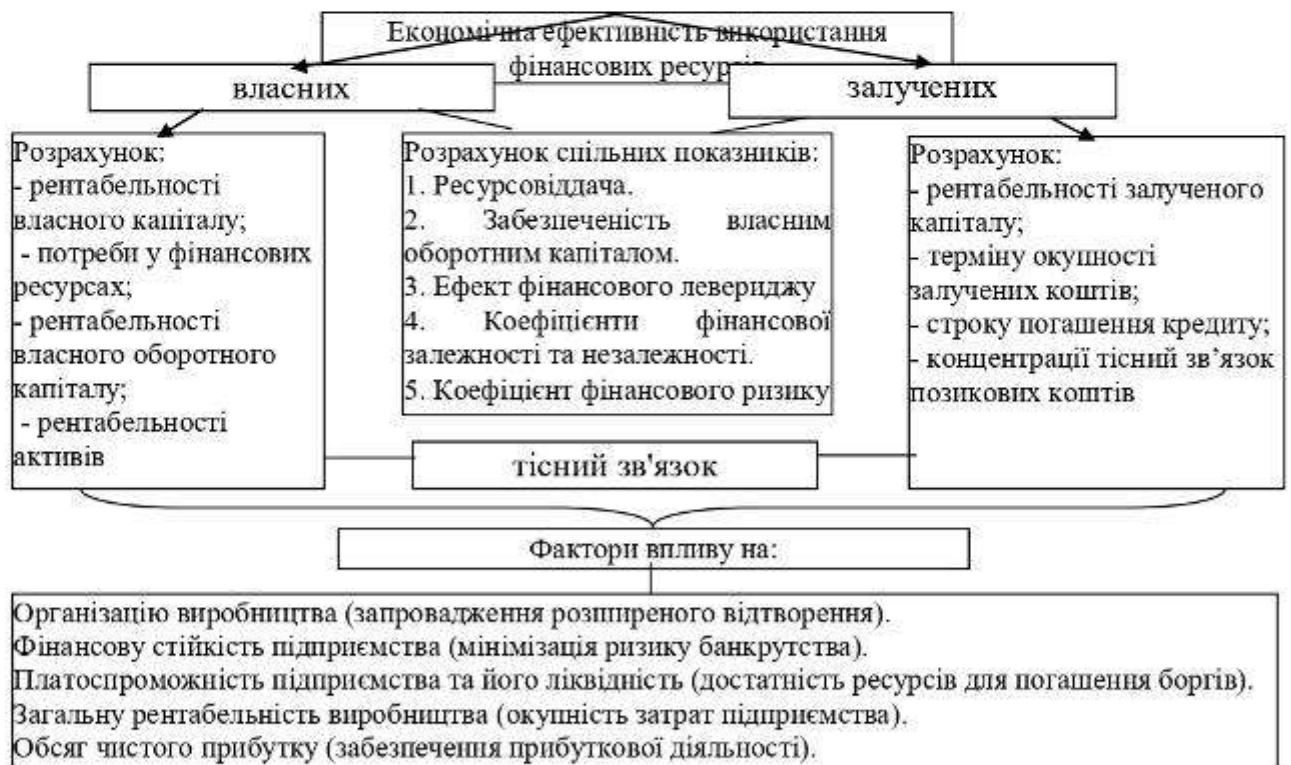 Економічна ефективність використання
фінансових ресурсів
власних
залучених
Розрахунок:
- рентабельності
власного капіталу;
- потреби у фінансових
ресурсах;
- рентабельності
власного оборотного
капіталу;
- рентабельності
активів
Розрахунок спільних показників:
1. Ресурсовіддача.
2. Забезпеченість власним
оборотним капіталом.
3. Ефект фінансового левериджу
4. Коефіцієнти фінансової
залежності та незалежності.
5. Коефіцієнт фінансового ризику
Розрахунок:
- рентабельності залученого
капіталу;
- терміну окупності
залучених коштів;
- строку погашення кредиту;
- концентрації тісний зв’язок
позикових коштів
тісний зв'язок
Фактори впливу на:
Організацію виробництва (запровадження розширеного відтворення).
Фінансову стійкість підприємства (мінімізація ризику банкрутства).
Платоспроможність підприємства та його ліквідність (достатність ресурсів для погашення боргів).
Загальну рентабельність виробництва (окупність затрат підприємства).
Обсяг чистого прибутку (забезпечення прибуткової діяльності).